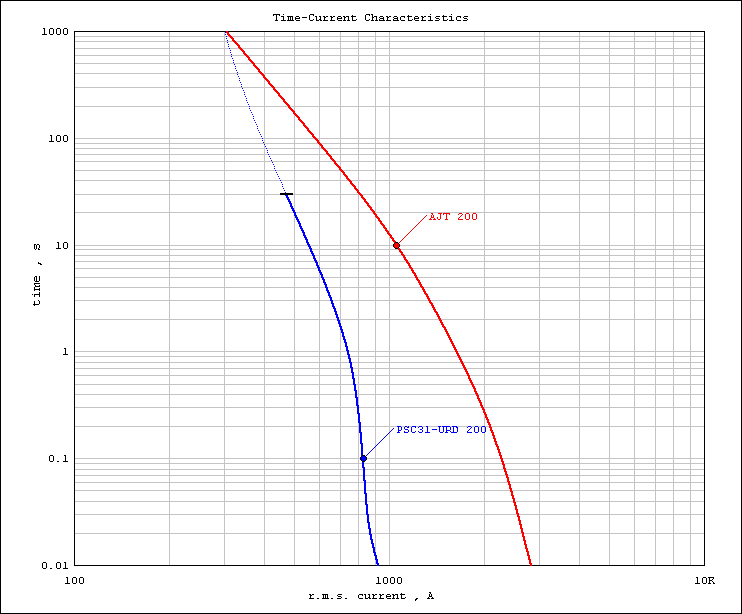 Time-Current Characteristics
1000
100
10
1
0.1
0.01
time , s
AJT 200
PSC31-URD 200
100
1000
10K
r.m.s. current , A